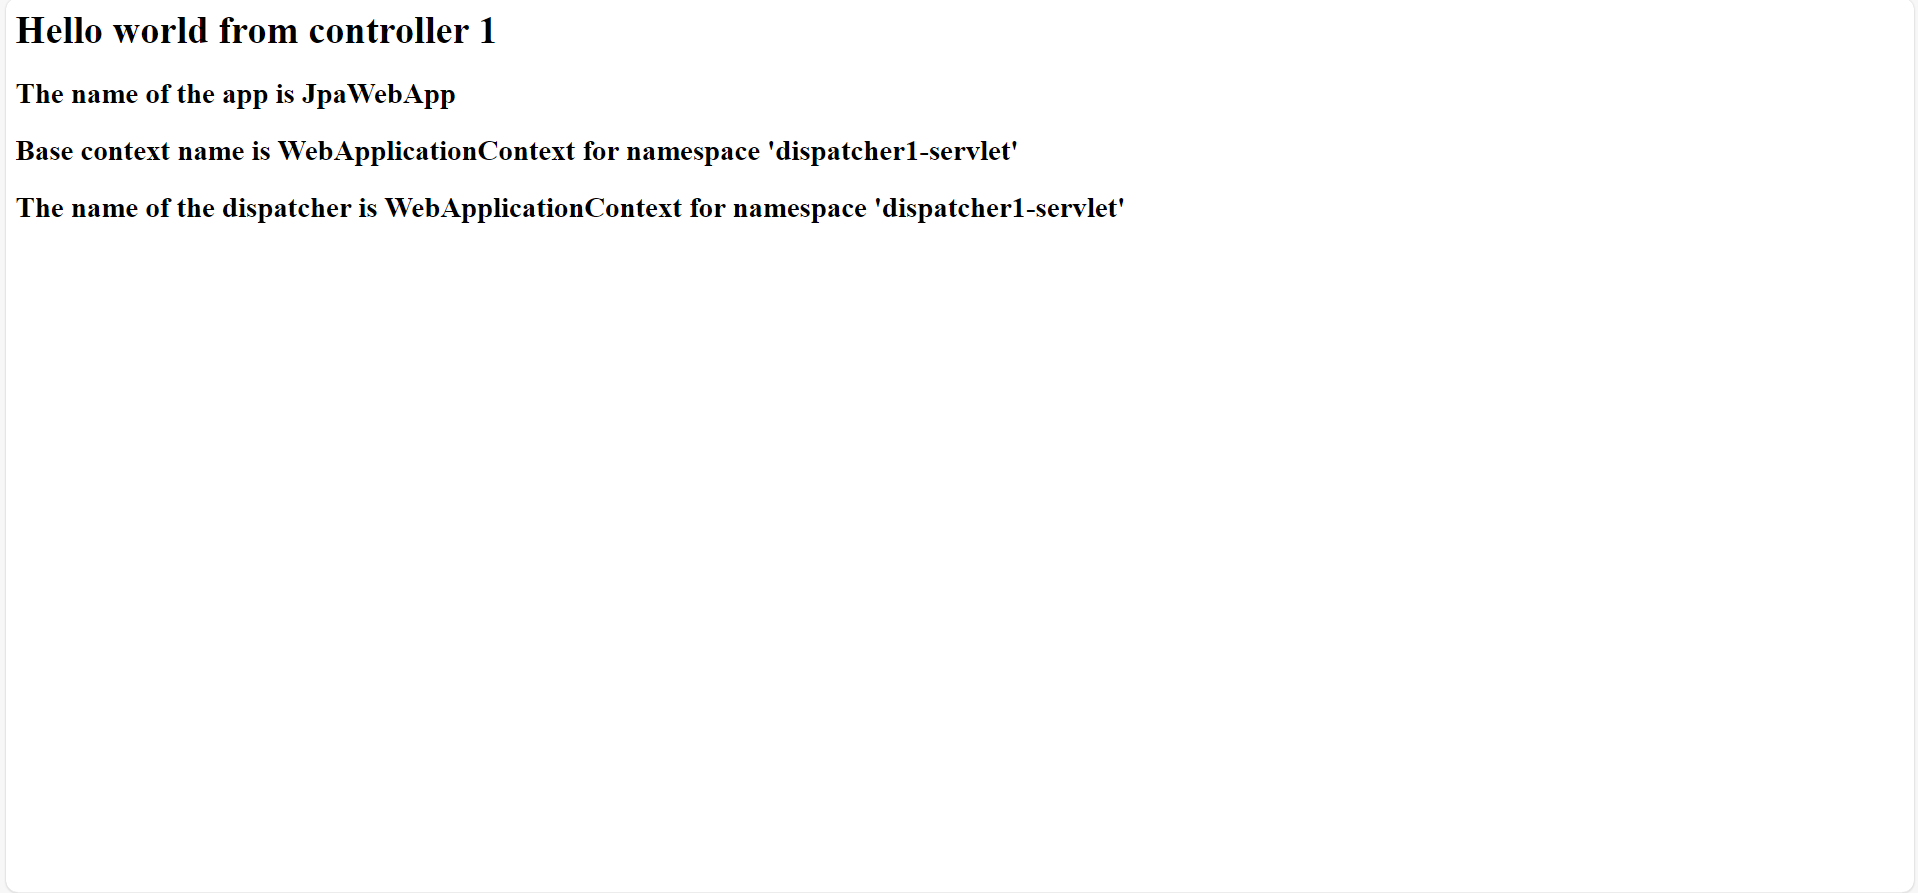 Hello world from controller 1
The name of the app is JpaWebApp
Base context name is WebApplicationContext for namespace 'dispatcher1-servlet'
The name of the dispatcher is WebApplicationContext for namespace 'dispatcher1-servlet'